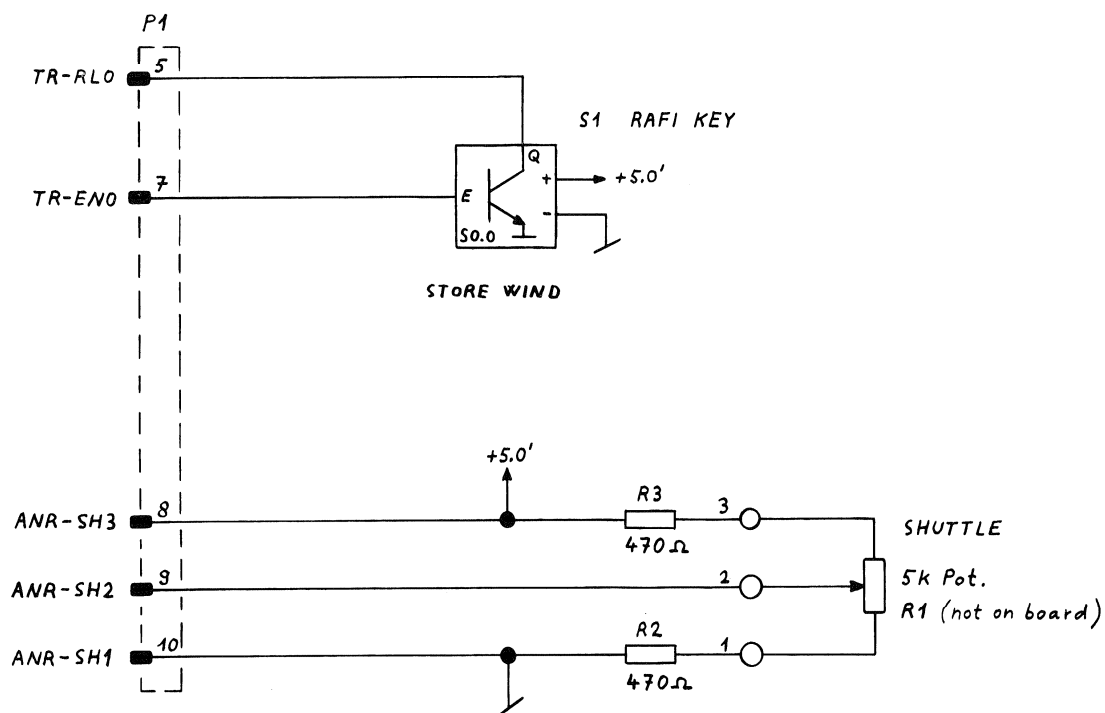 P1
TR-RL0 5
S1 RAFI KEY
Q
TR-EN0 7
E
+ +5.0'
-
S0.0
STORE WIND
+5.0'
ANR-SH3 8
R3
470Ω
3
SHUTTLE
ANR-SH2 9
2
5k Pot.
R1 (not on board)
ANR-SH1 10
R2
470Ω
1